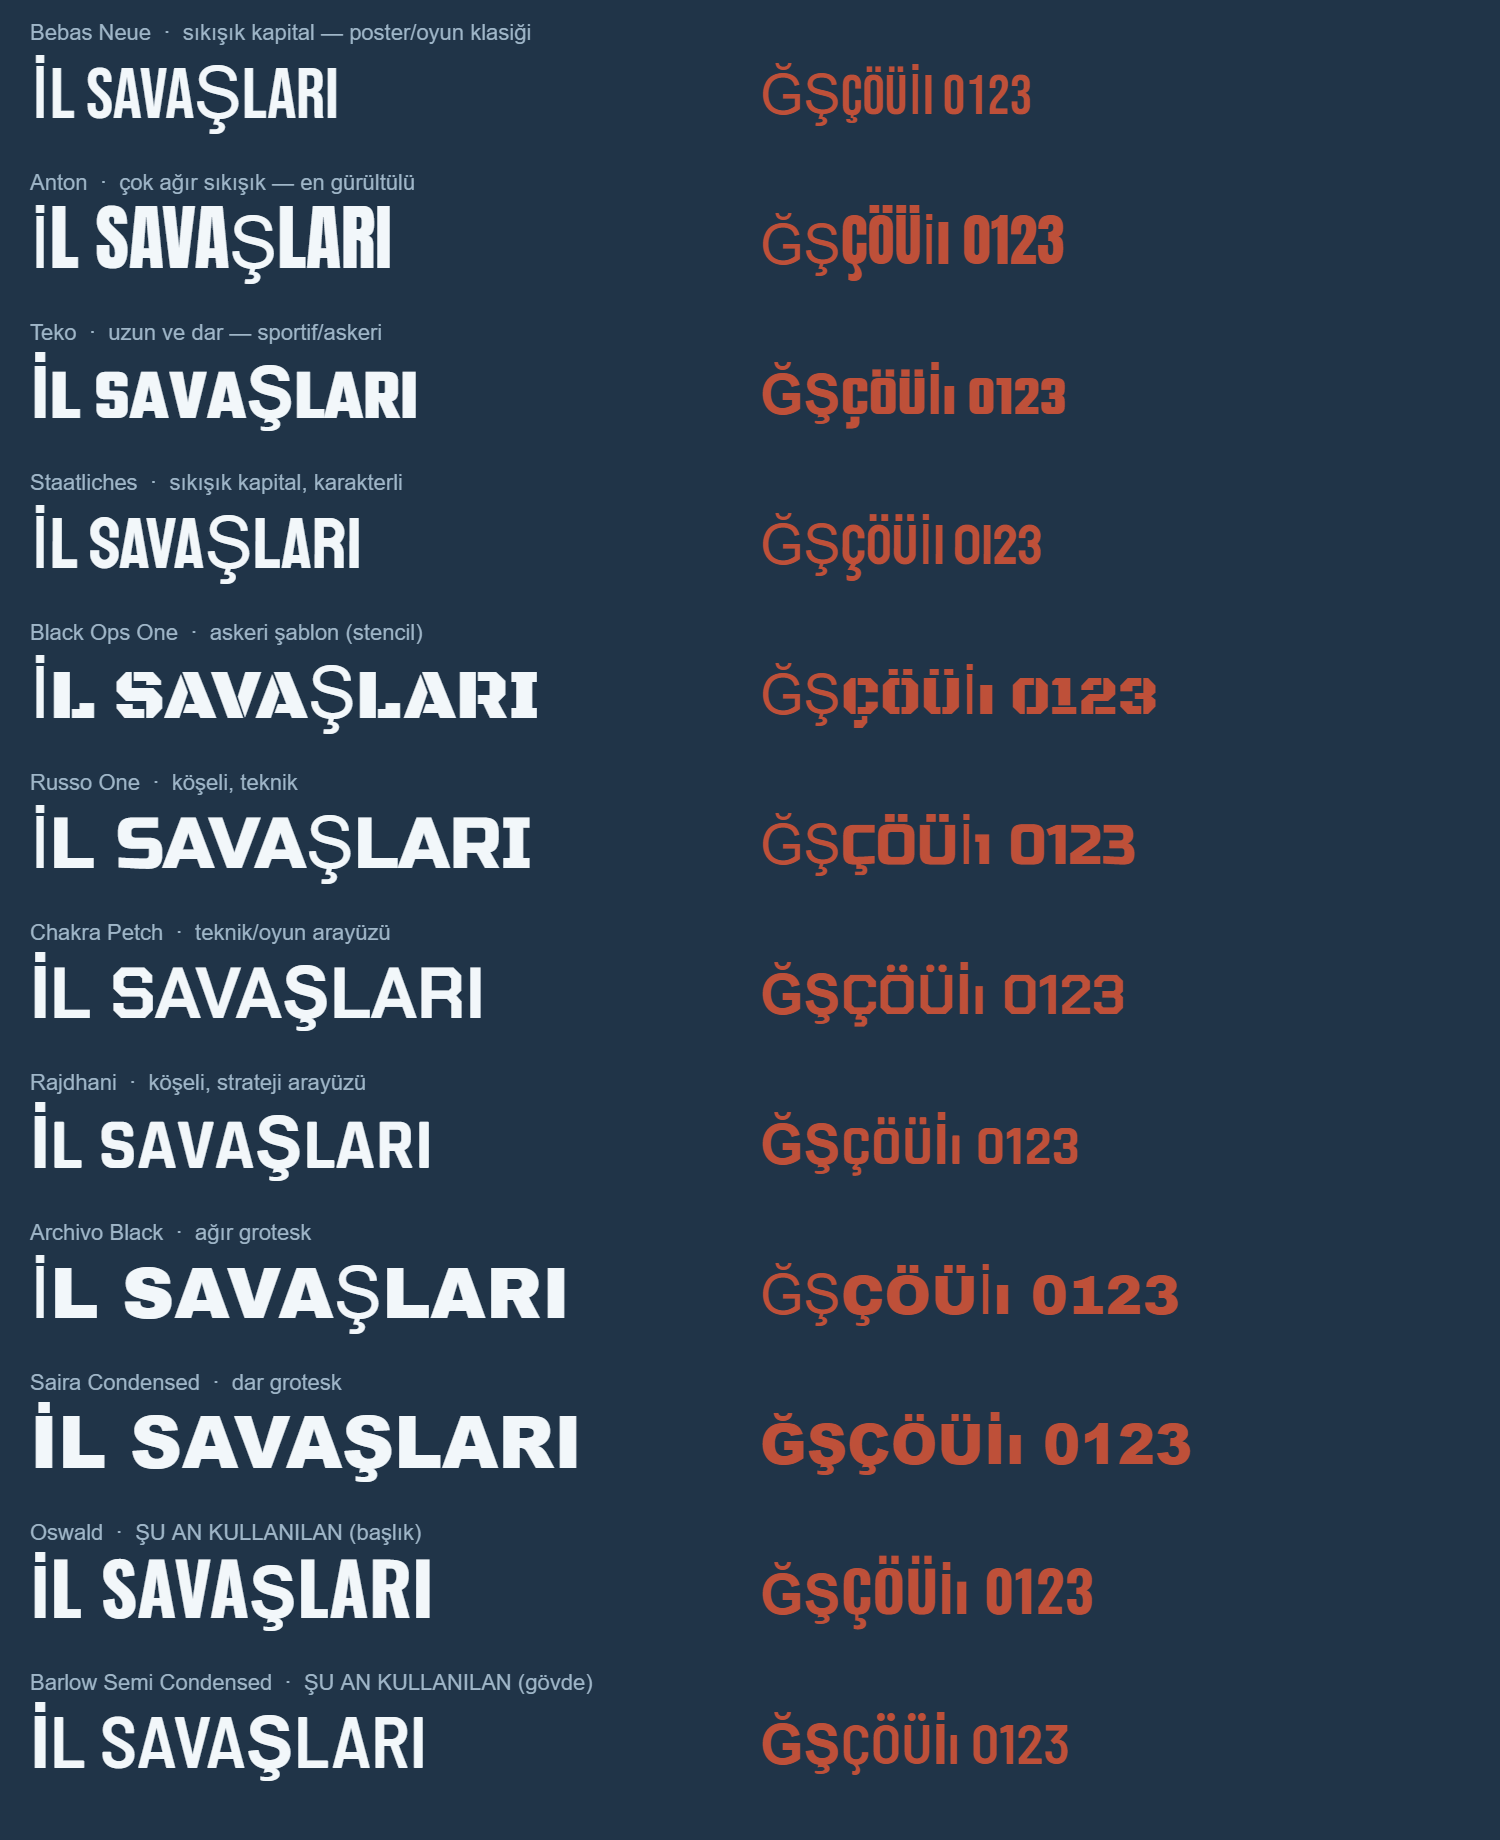 Bebas Neue · sıkışık kapital — poster/oyun klasiği
İL SAVAŞLARI ĞŞÇÖÜİI 0123
Anton · çok ağır sıkışık — en gürültülü
İL SAVAŞLARI ĞŞÇÖÜİı 0123
Teko · uzun ve dar — sportif/askeri
İL SAVAŞLARI ĞŞÇÖÜİı 0123
Staatliches · sıkışık kapital, karakterli
İL SAVAŞLARI ĞŞÇÖÜİI 0123
Black Ops One · askeri şablon (stencil)
İL SAVAŞLARI ĞŞÇÖÜİı 0123
Russo One · köşeli, teknik
İL SAVAŞLARI ĞŞÇÖÜİı 0123
Chakra Petch · teknik/oyun arayüzü
İL SAVAŞLARI ĞŞÇÖÜİı 0123
Rajdhani · köşeli, strateji arayüzü
İL SAVAŞLARI ĞŞÇÖÜİı 0123
Archivo Black · ağır grotesk
İL SAVAŞLARI ĞŞÇÖÜİı 0123
Saira Condensed · dar grotesk
İL SAVAŞLARI ĞŞÇÖÜİı 0123
Oswald · ŞU AN KULLANILAN (başlık)
İL SAVAŞLARI ĞŞÇÖÜİı 0123
Barlow Semi Condensed · ŞU AN KULLANILAN (gövde)
İL SAVAŞLARI ĞŞÇÖÜİı 0123